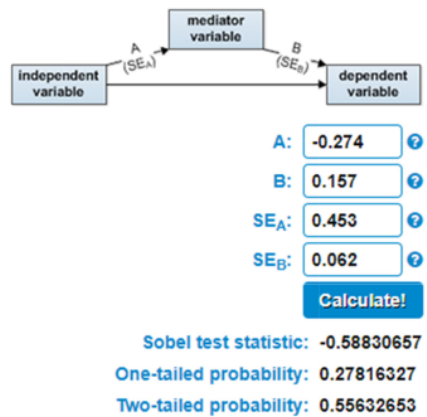 mediator
variable
A
(SEA)
B
(SEB)
independent
variable
dependent
variable
A: -0.274 ?
B: 0.157 ?
SEA: 0.453 ?
SEB: 0.062 ?
Calculate!
Sobel test statistic: -0.58830657
One-tailed probability: 0.27816327
Two-tailed probability: 0.55632653